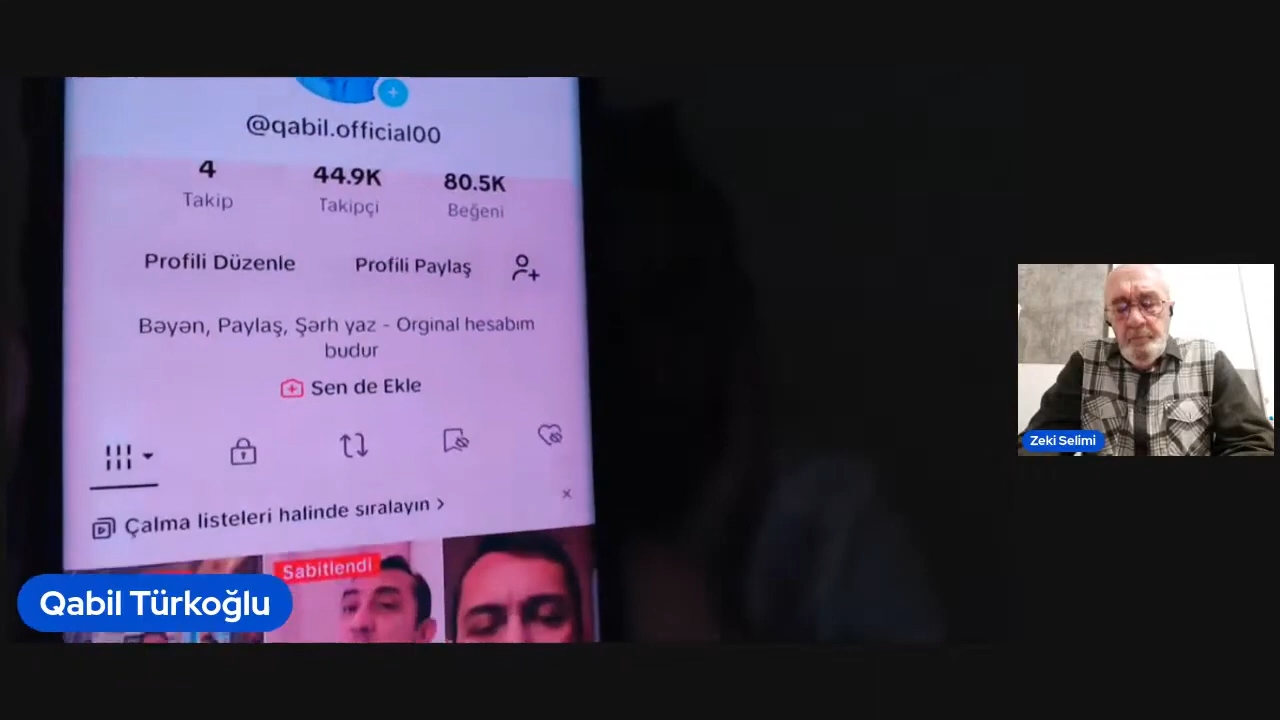 @qabil.official00
4 44.9K 80.5K
Takip Takipçi Beğeni
Profili Düzenle Profili Paylaş
Bəyən, Paylaş, Şərh yaz - Orginal hesabım
budur
Sen de Ekle
Çalma listeleri halinde sıralayın >
Sabitlendi
Qabil Türkoğlu
Zeki Selimi